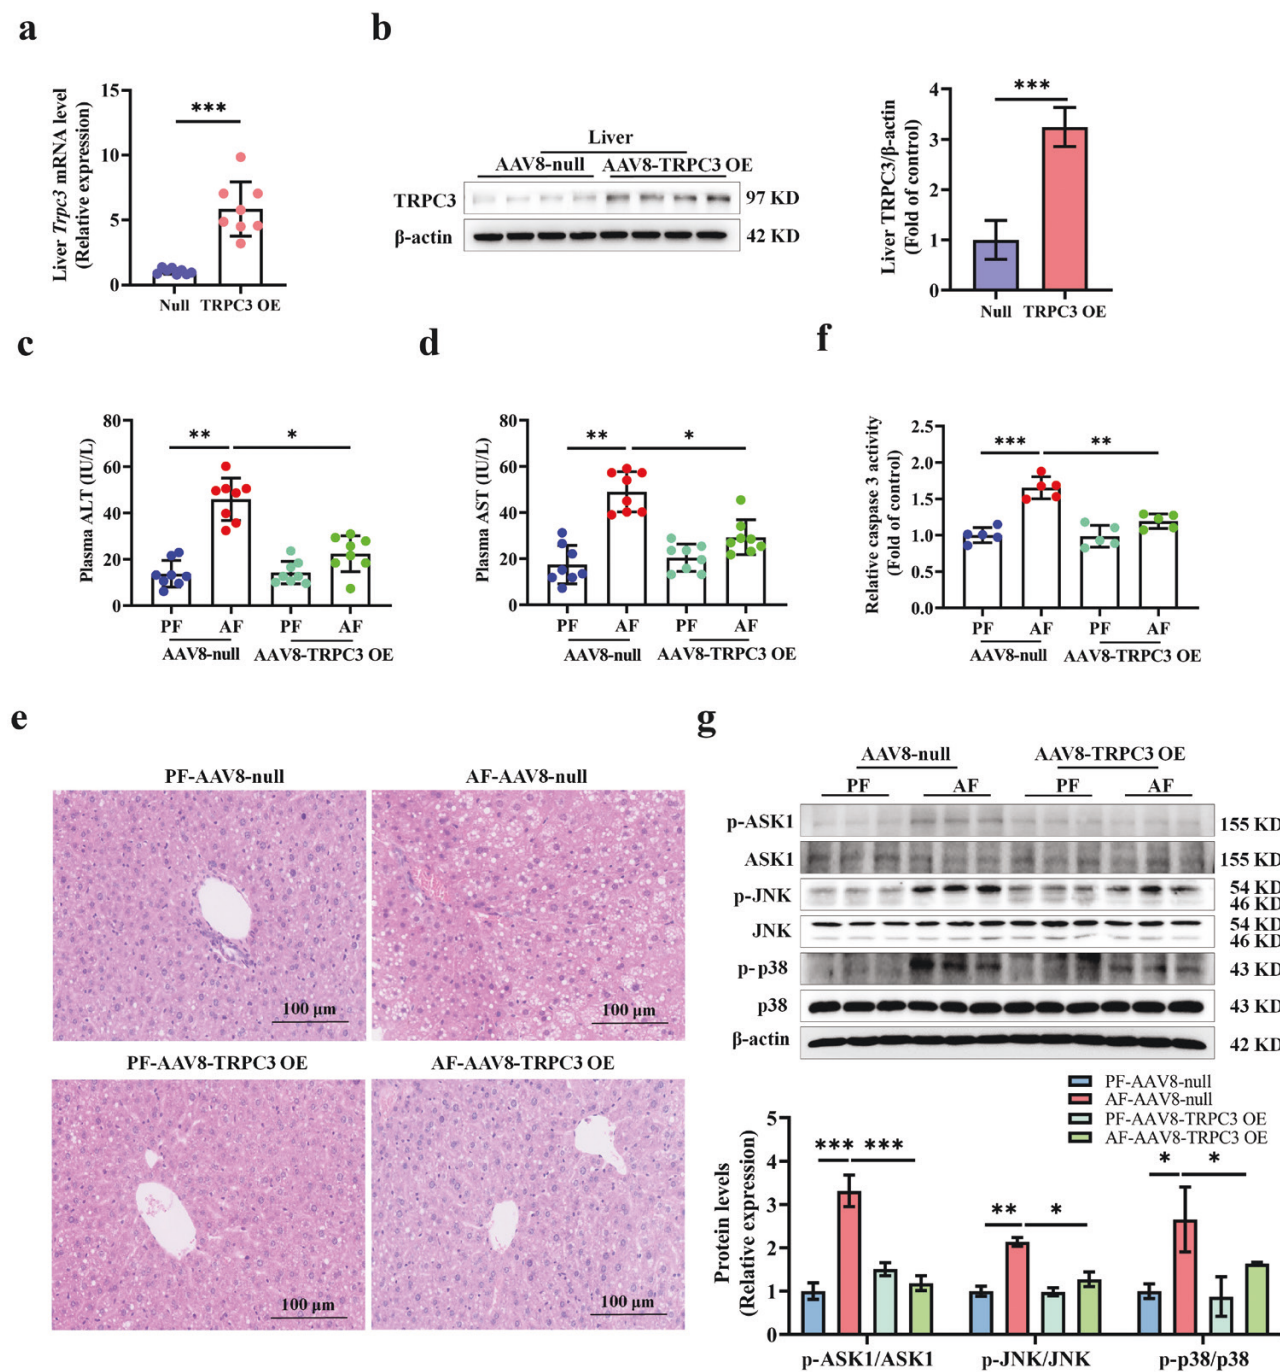 a
Liver Trpc3 mRNA level
(Relative expression)
15
10
5
0
***
Null
TRPC3 OE
b
Liver
AAV8-null
AAV8-TRPC3 OE
TRPC3
97 KD
β-actin
42 KD
Liver TRPC3/β-actin
(Fold of control)
4
3
2
1
0
***
Null
TRPC3 OE
c
Plasma ALT (IU/L)
80
60
40
20
0
**
*
PF
AF
PF
AF
AAV8-null
AAV8-TRPC3 OE
d
Plasma AST (IU/L)
80
60
40
20
0
**
*
PF
AF
PF
AF
AAV8-null
AAV8-TRPC3 OE
f
Relative caspase 3 activity
(Fold of control)
2.5
2.0
1.5
1.0
0.5
0.0
***
**
PF
AF
PF
AF
AAV8-null
AAV8-TRPC3 OE
e
PF-AAV8-null
AF-AAV8-null
100 μm
100 μm
PF-AAV8-TRPC3 OE
AF-AAV8-TRPC3 OE
100 μm
100 μm
g
AAV8-null
AAV8-TRPC3 OE
PF
AF
PF
AF
p-ASK1
155 KD
ASK1
155 KD
p-JNK
54 KD
46 KD
JNK
54 KD
46 KD
p-p38
43 KD
p38
43 KD
β-actin
42 KD
PF-AAV8-null
AF-AAV8-null
PF-AAV8-TRPC3 OE
AF-AAV8-TRPC3 OE
Protein levels
(Relative expression)
5
4
3
2
1
0
***
***
**
*
*
*
p-ASK1/ASK1
p-JNK/JNK
p-p38/p38